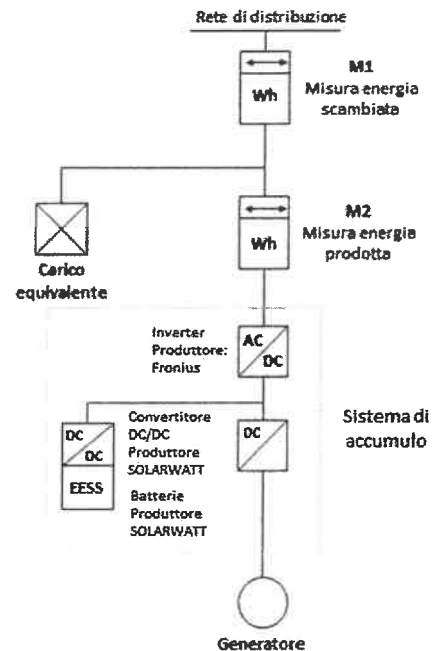 Rete di distribuzione
M1
Misura energia
scambiata
Wh
M2
Misura energia
prodotta
Wh
Carico
equivalente
Inverter
Produttore:
Fronius
AC
DC
Convertitore
DC/DC
Produttore
SOLARWATT
DC
DC
DC
Sistema di
accumulo
EESS
Batterie
Produttore
SOLARWATT
Generatore